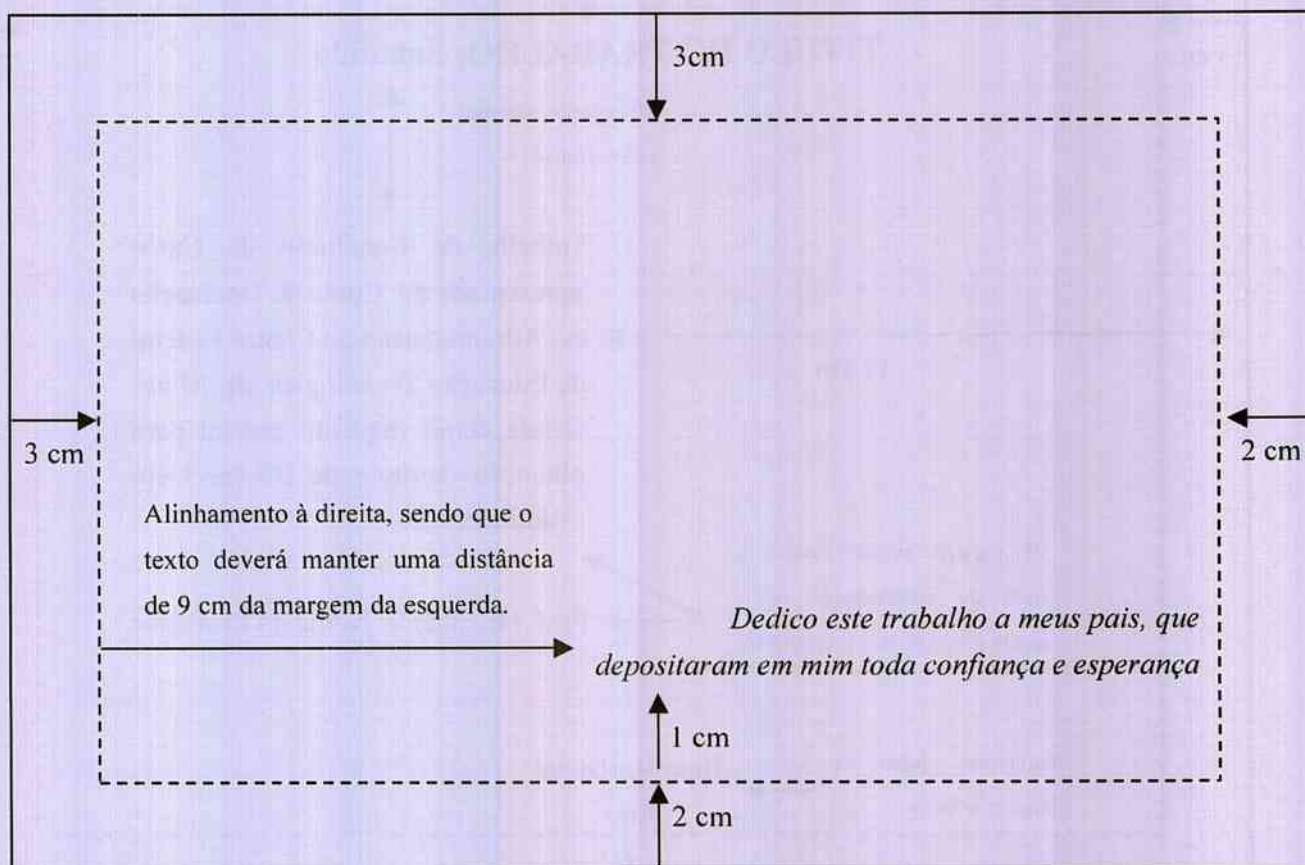 3cm
3 cm
2 cm
Alinhamento à direita, sendo que o
texto deverá manter uma distância
de 9 cm da margem da esquerda.
Dedico este trabalho a meus pais, que
depositaram em mim toda confiança e esperança
1 cm
2 cm